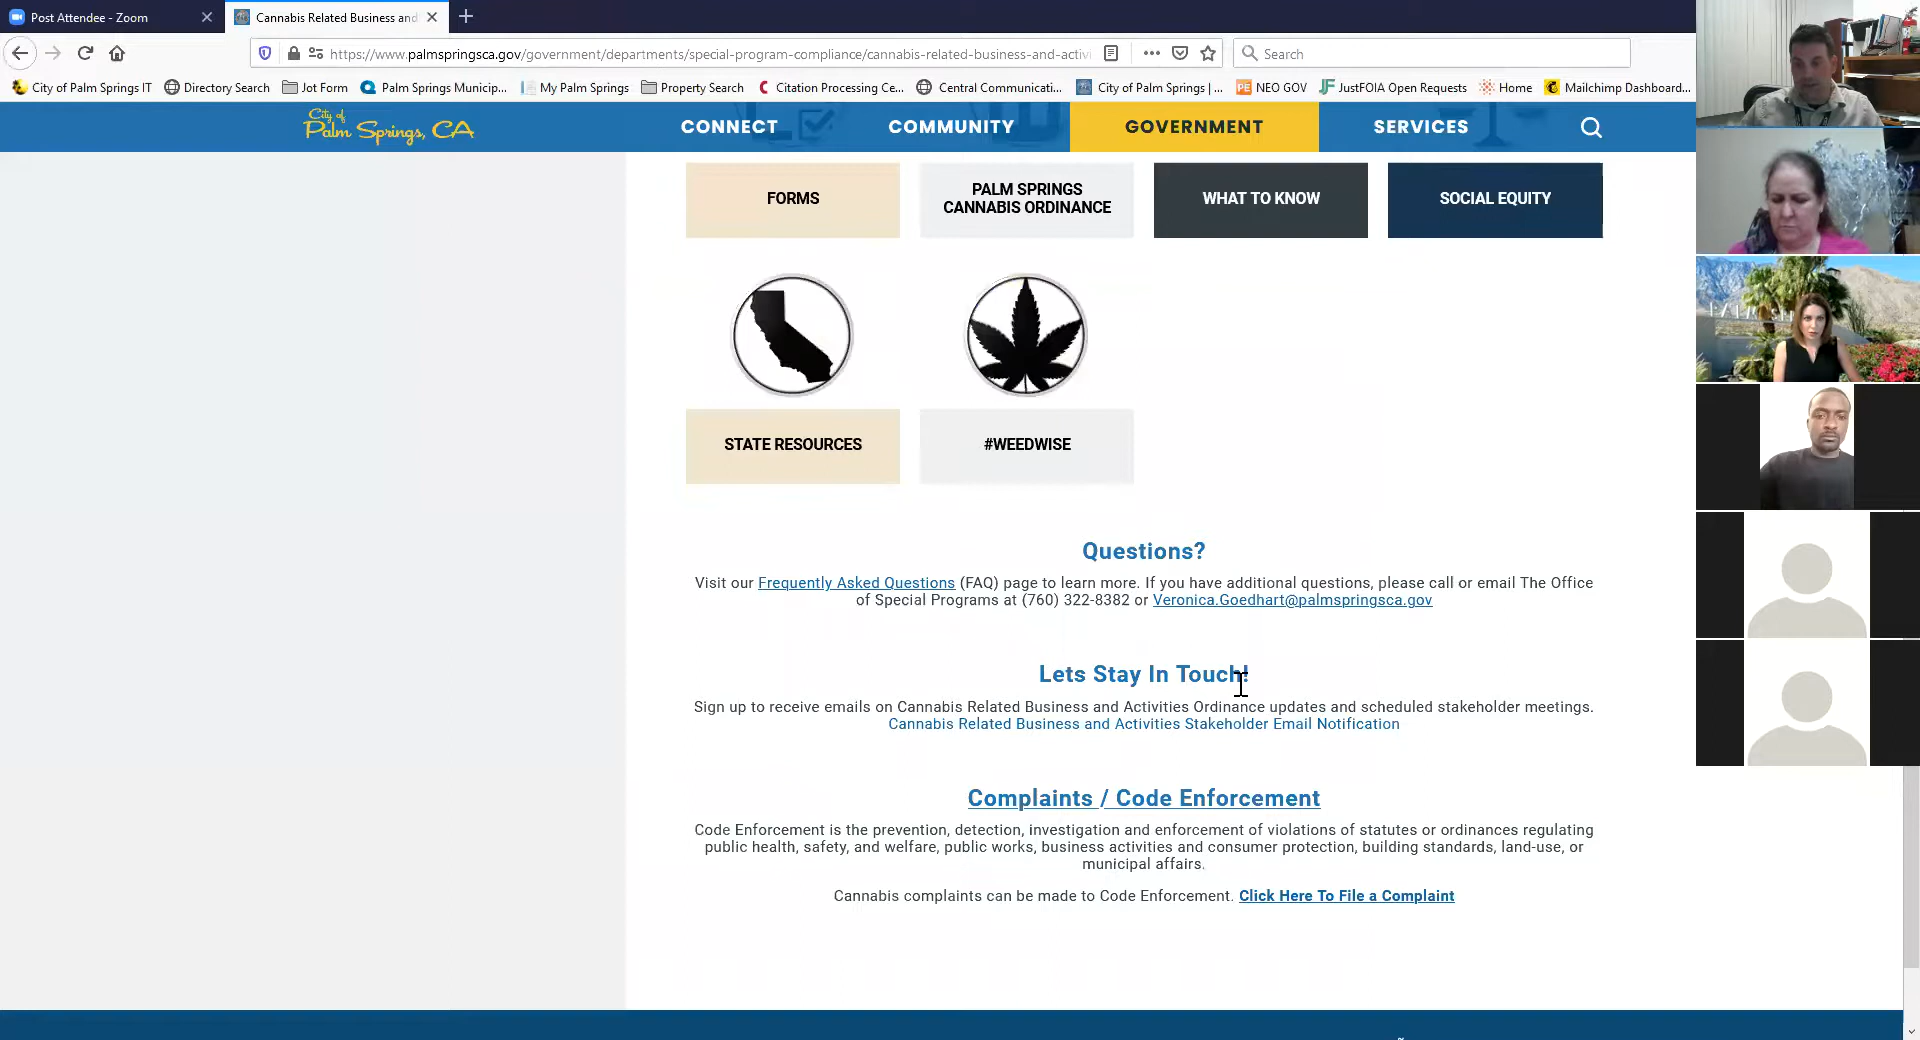 Post Attendee - Zoom
Cannabis Related Business and
https://www.palmspringsca.gov/government/departments/special-program-compliance/cannabis-related-business-and-activi
Search
City of Palm Springs IT
Directory Search
Jot Form
Palm Springs Municip...
My Palm Springs
Property Search
Citation Processing Ce...
Central Communicati...
City of Palm Springs | ...
NEO GOV
JustFOIA Open Requests
Home
Mailchimp Dashboard...
City of
Palm Springs, CA
CONNECT
COMMUNITY
GOVERNMENT
SERVICES
FORMS
PALM SPRINGS
CANNABIS ORDINANCE
WHAT TO KNOW
SOCIAL EQUITY
STATE RESOURCES
#WEEDWISE
Questions?
Visit our Frequently Asked Questions (FAQ) page to learn more. If you have additional questions, please call or email The Office
of Special Programs at (760) 322-8382 or Veronica.Goedhart@palmspringsca.gov
Lets Stay In Touch!
Sign up to receive emails on Cannabis Related Business and Activities Ordinance updates and scheduled stakeholder meetings.
Cannabis Related Business and Activities Stakeholder Email Notification
Complaints / Code Enforcement
Code Enforcement is the prevention, detection, investigation and enforcement of violations of statutes or ordinances regulating
public health, safety, and welfare, public works, business activities and consumer protection, building standards, land-use, or
municipal affairs.
Cannabis complaints can be made to Code Enforcement. Click Here To File a Complaint